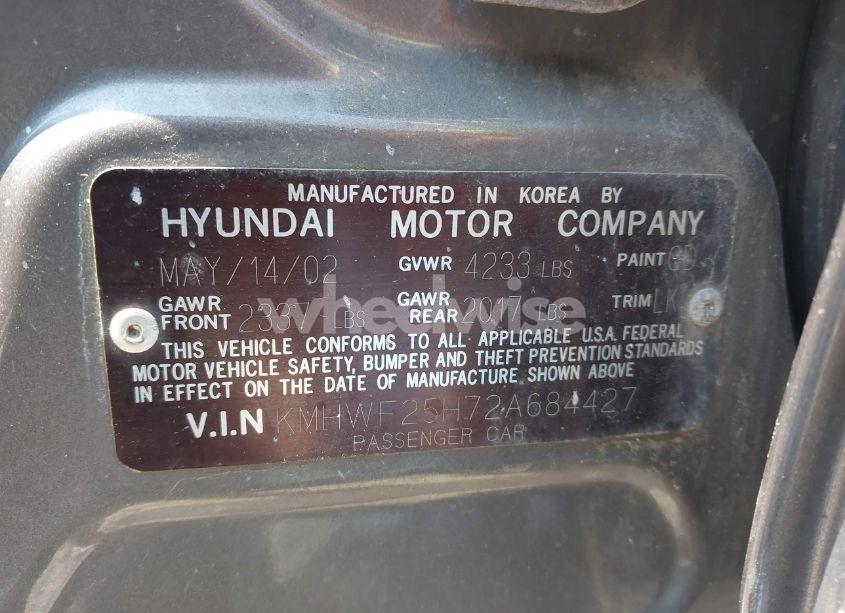 MANUFACTURED IN KOREA BY
HYUNDAI MOTOR COMPANY
MAY/14/02 GVWR 4233 LBS PAINT
GAWR FRONT LBS GAWR REAR LBS TRIM LK
THIS VEHICLE CONFORMS TO ALL APPLICABLE U.S.A. FEDERAL
MOTOR VEHICLE SAFETY, BUMPER AND THEFT PREVENTION STANDARDS
IN EFFECT ON THE DATE OF MANUFACTURE SHOWN ABOVE
V.I.N KMHWF25H72A684427
PASSENGER CAR
wheelwise